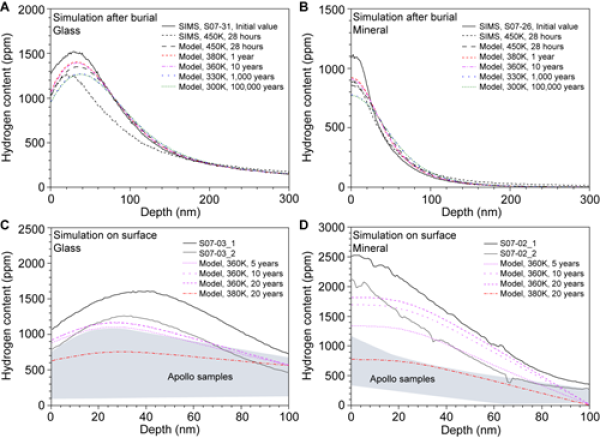 A
Simulation after burial
Glass
SIMS, S07-31, Initial value
SIMS, 450K, 28 hours
Model, 450K, 28 hours
Model, 380K, 1 year
Model, 360K, 10 years
Model, 330K, 1,000 years
Model, 300K, 100,000 years
Hydrogen content (ppm)
2000
1500
1000
500
0
0 100 200 300
Depth (nm)
B
Simulation after burial
Mineral
SIMS, S07-26, Initial value
SIMS, 450K, 28 hours
Model, 450K, 28 hours
Model, 380K, 1 year
Model, 360K, 10 years
Model, 330K, 1,000 years
Model, 300K, 100,000 years
Hydrogen content (ppm)
1500
1000
500
0
0 100 200 300
Depth (nm)
C
Simulation on surface
Glass
S07-03_1
S07-03_2
Model, 360K, 5 years
Model, 360K, 10 years
Model, 360K, 20 years
Model, 380K, 20 years
Apollo samples
Hydrogen content (ppm)
2500
2000
1500
1000
500
0
0 20 40 60 80 100
Depth (nm)
D
Simulation on surface
Mineral
S07-02_1
S07-02_2
Model, 360K, 5 years
Model, 360K, 10 years
Model, 360K, 20 years
Model, 380K, 20 years
Apollo samples
Hydrogen content (ppm)
3000
2500
2000
1500
1000
500
0
0 20 40 60 80 100
Depth (nm)